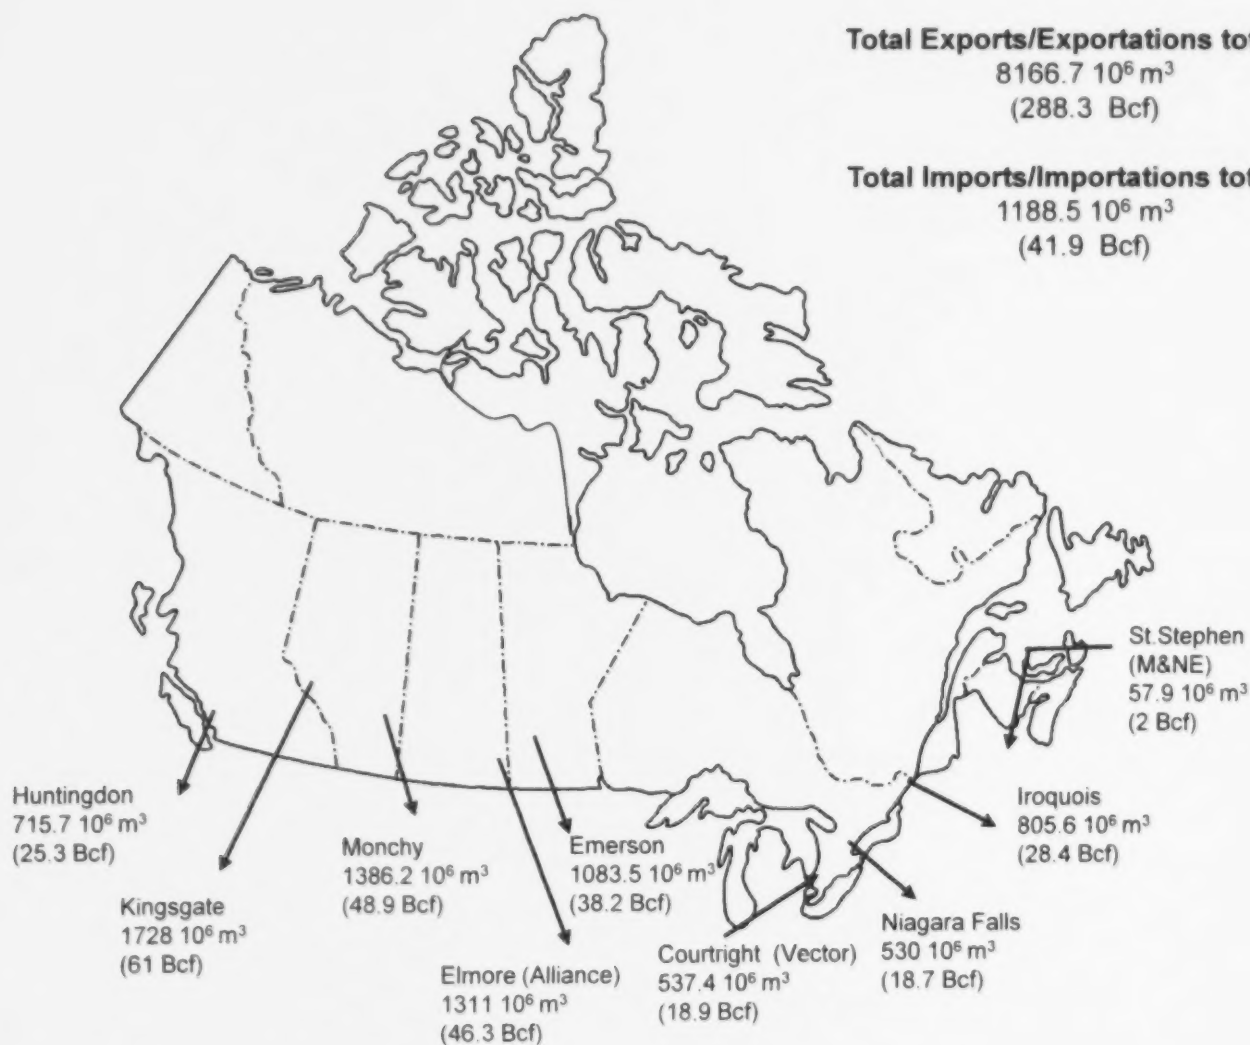 Total Exports/Exportations tot
8166.7 10⁶ m³
(288.3 Bcf)
Total Imports/Importations tot
1188.5 10⁶ m³
(41.9 Bcf)
St.Stephen
(M&NE)
57.9 10⁶ m³
(2 Bcf)
Huntingdon
715.7 10⁶ m³
(25.3 Bcf)
Kingsgate
1728 10⁶ m³
(61 Bcf)
Monchy
1386.2 10⁶ m³
(48.9 Bcf)
Elmore (Alliance)
1311 10⁶ m³
(46.3 Bcf)
Emerson
1083.5 10⁶ m³
(38.2 Bcf)
Courtright (Vector)
537.4 10⁶ m³
(18.9 Bcf)
Niagara Falls
530 10⁶ m³
(18.7 Bcf)
Iroquois
805.6 10⁶ m³
(28.4 Bcf)